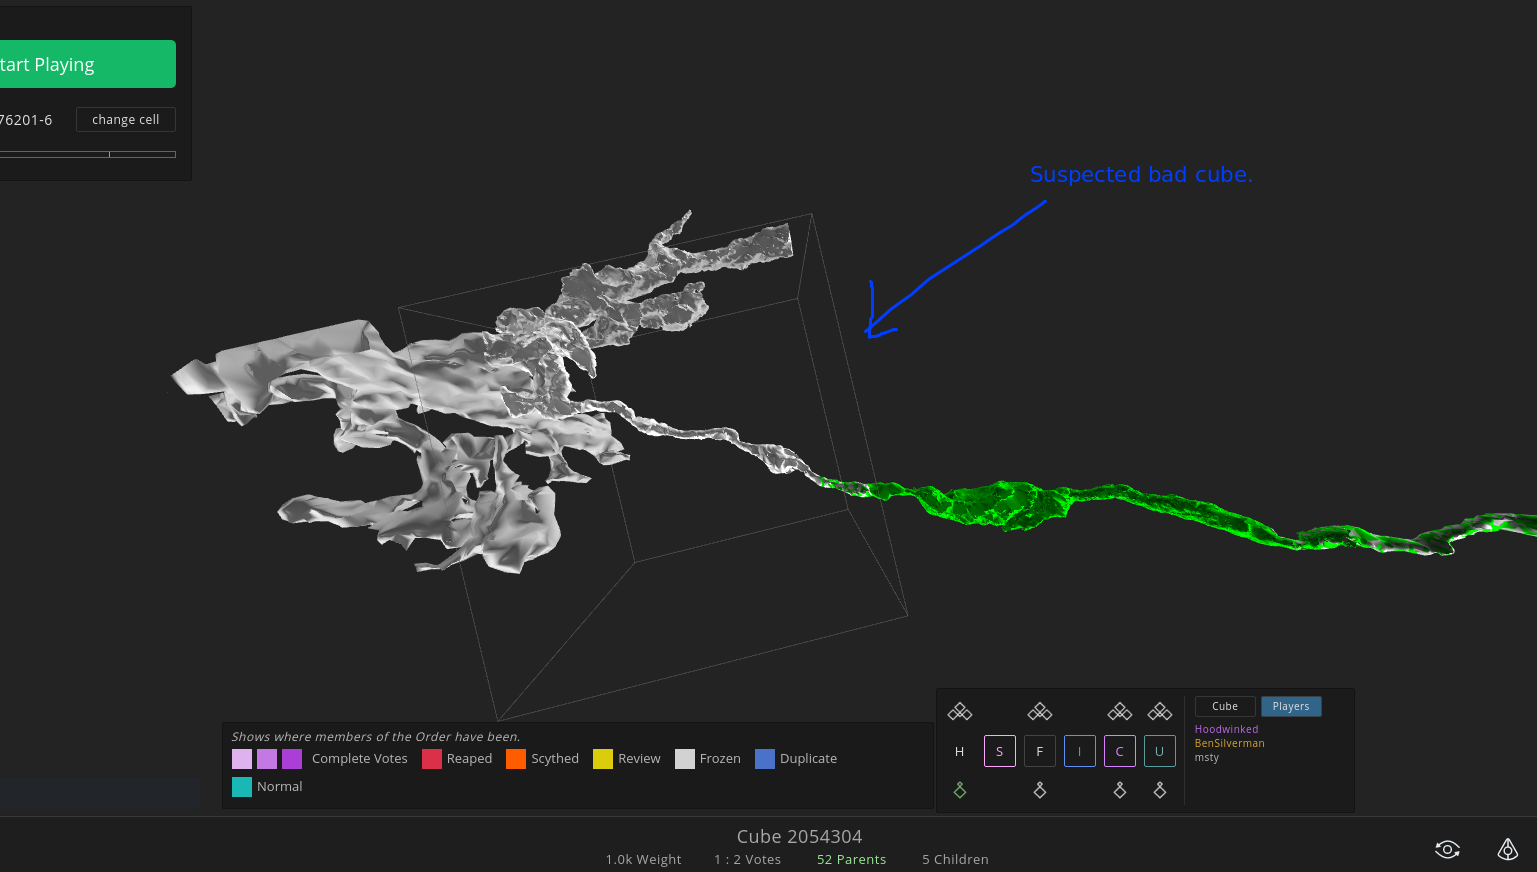 tart Playing
76201-6
change cell
Suspected bad cube.
Shows where members of the Order have been.
Complete Votes
Reaped
Scythed
Review
Frozen
Duplicate
Normal
H S F I C U
Cube
Players
Hoodwinked
BenSilverman
msty
Cube 2054304
1.0k Weight
1 : 2 Votes
52 Parents
5 Children